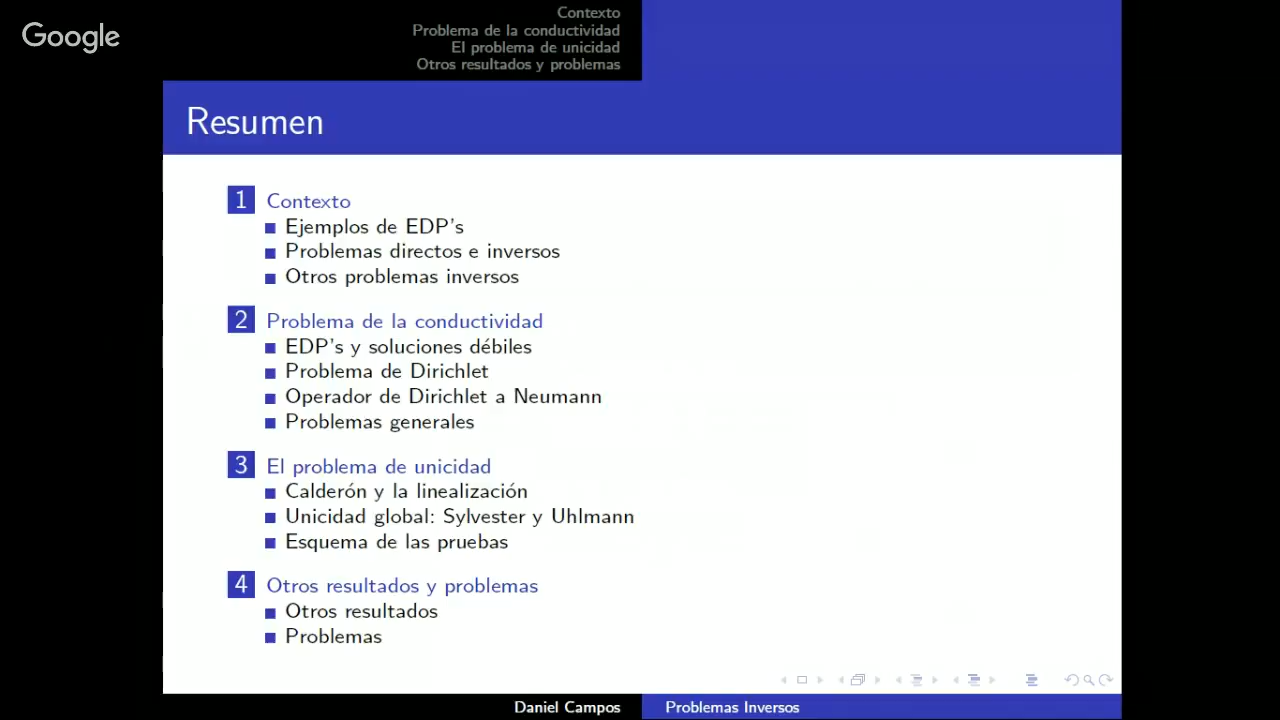 Google
Contexto
Problema de la conductividad
El problema de unicidad
Otros resultados y problemas
Resumen
1 Contexto
Ejemplos de EDP's
Problemas directos e inversos
Otros problemas inversos
2 Problema de la conductividad
EDP's y soluciones débiles
Problema de Dirichlet
Operador de Dirichlet a Neumann
Problemas generales
3 El problema de unicidad
Calderón y la linealización
Unicidad global: Sylvester y Uhlmann
Esquema de las pruebas
4 Otros resultados y problemas
Otros resultados
Problemas
Daniel Campos
Problemas Inversos